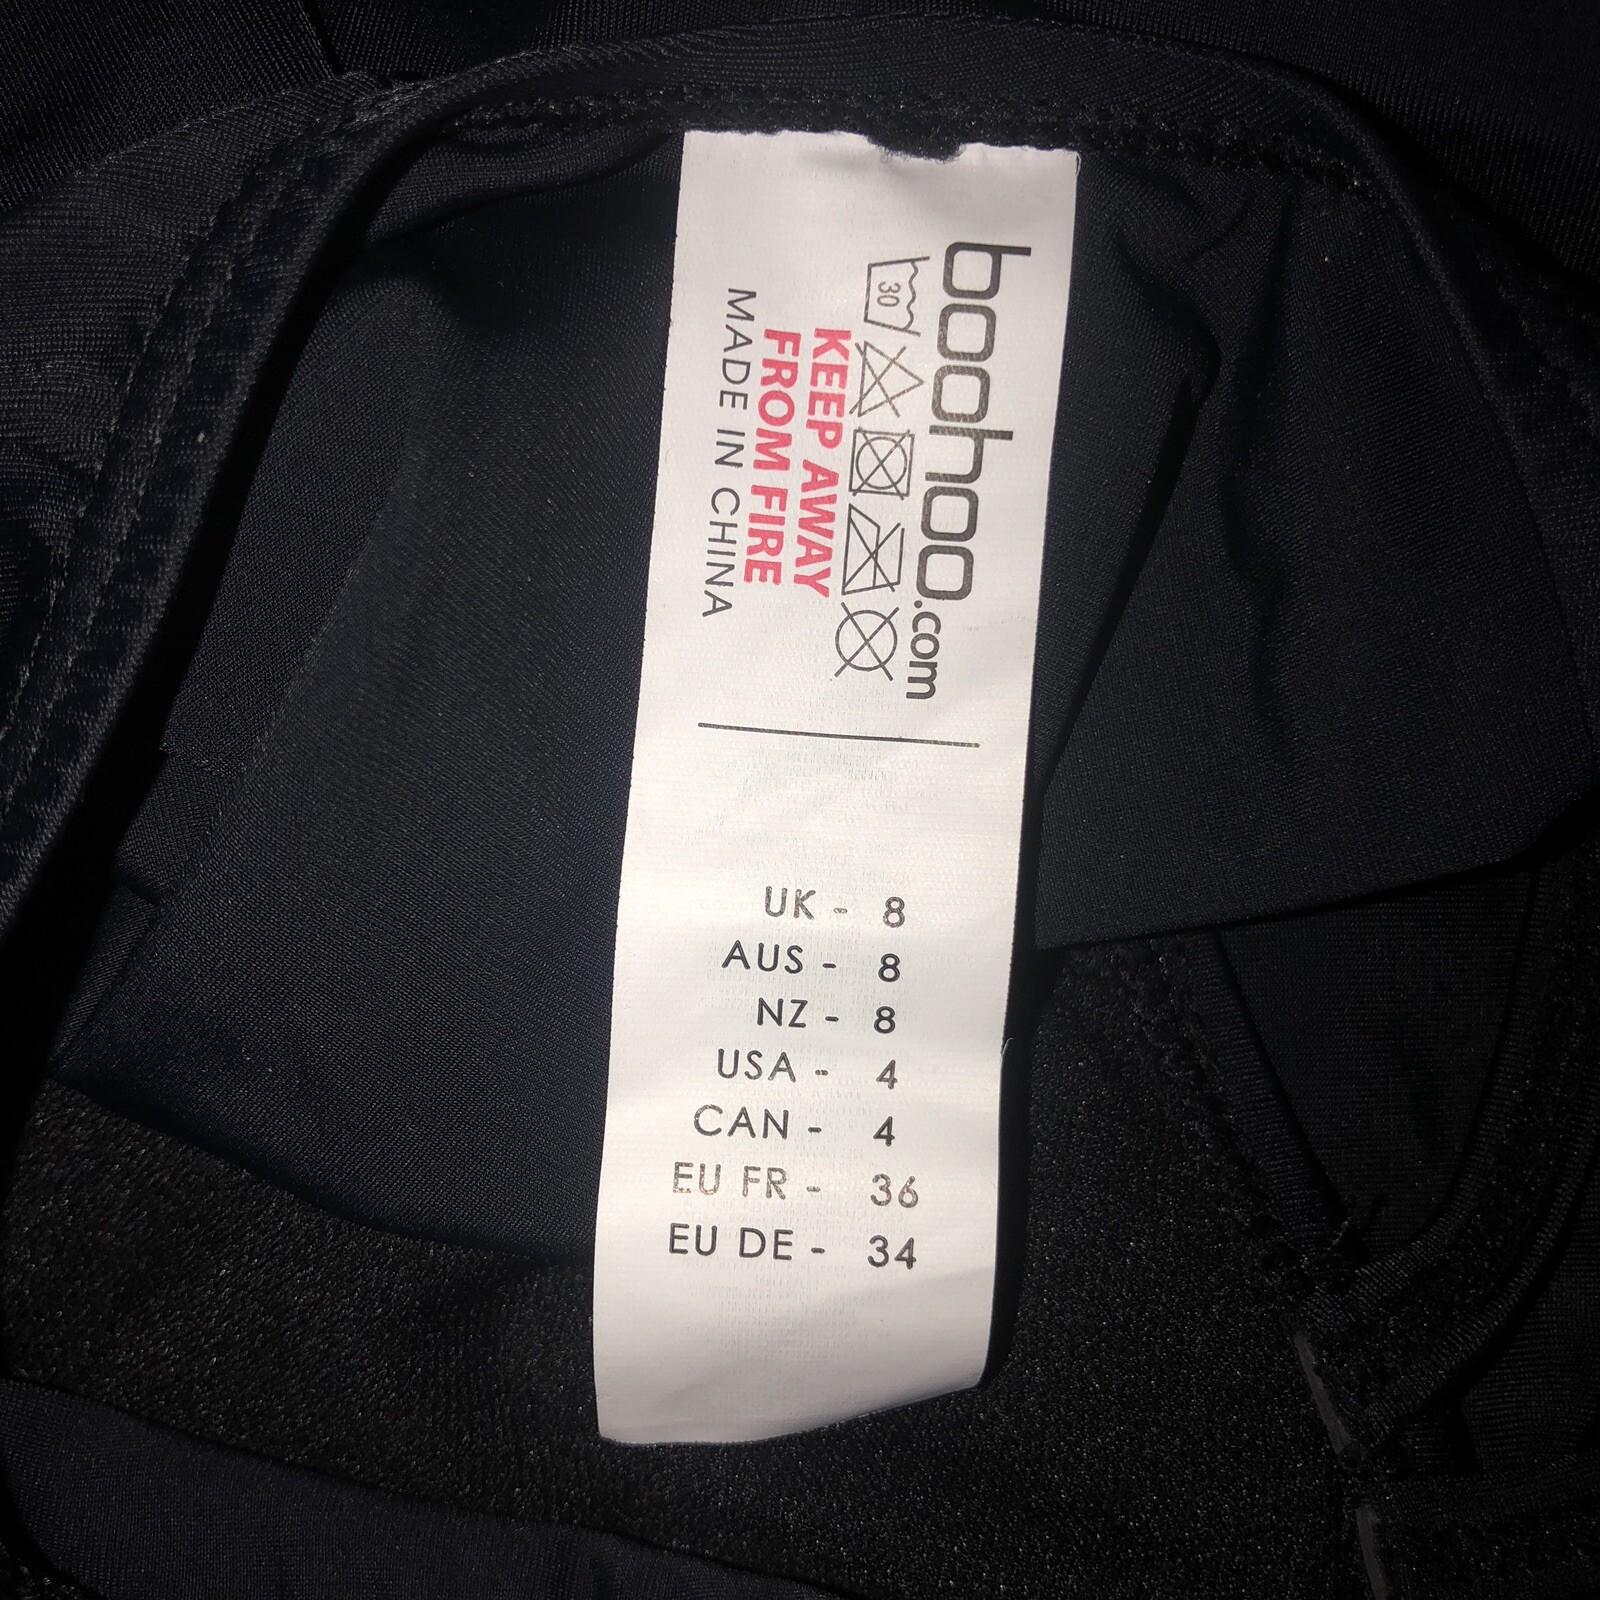 boohoo.com
30
KEEP AWAY
FROM FIRE
MADE IN CHINA
UK - 8
AUS - 8
NZ - 8
USA - 4
CAN - 4
EU FR - 36
EU DE - 34